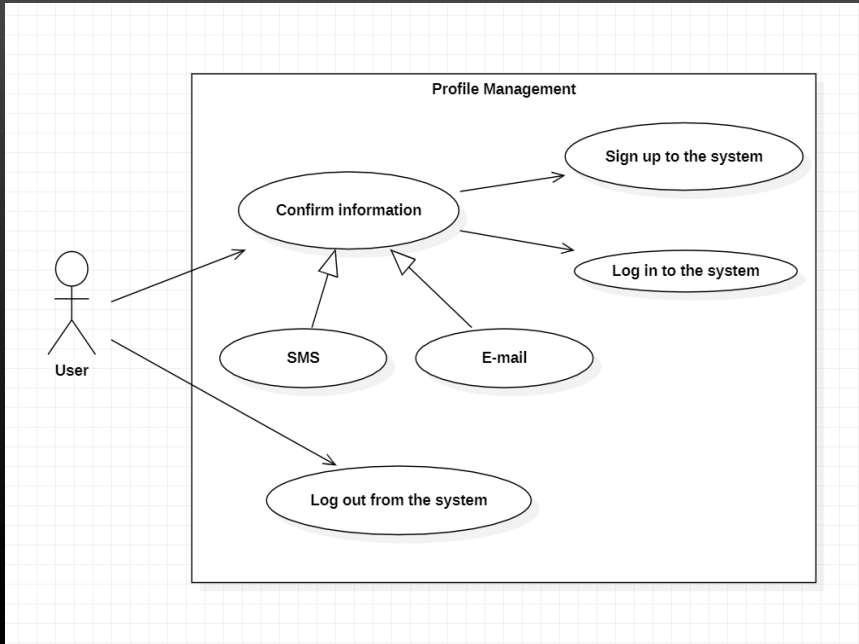 Profile Management
Sign up to the system
Confirm information
Log in to the system
SMS
E-mail
User
Log out from the system